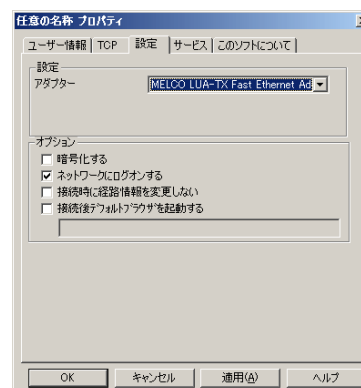 任意の名称 プロパティ
ユーザー情報 TCP 設定 サービス このソフトについて
設定
アダプター MELCO LUA-TX Fast Ethernet Ad
オプション
暗号化する
ネットワークにログオンする
接続時に経路情報を変更しない
接続後デフォルトブラウザを起動する
OK キャンセル 適用(A) ヘルプ